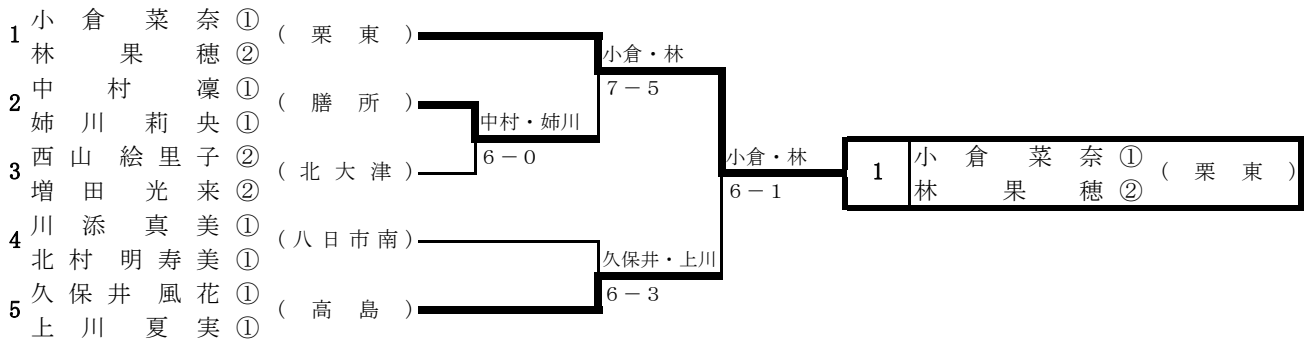 小倉菜奈①
1 (栗東)
林果穂② 小倉・林
中村凜① 7－5
2 (膳所)
姉川莉央① 中村・姉川
西山絵里子② 6－0 小倉・林 小倉菜奈①
3 (北大津) 1 (栗東)
増田光来② 6－1 林果穂②
川添真美①
4 (八日市南)
北村明寿美① 久保井・上川
久保井風花① 6－3
5 (高島)
上川夏実①